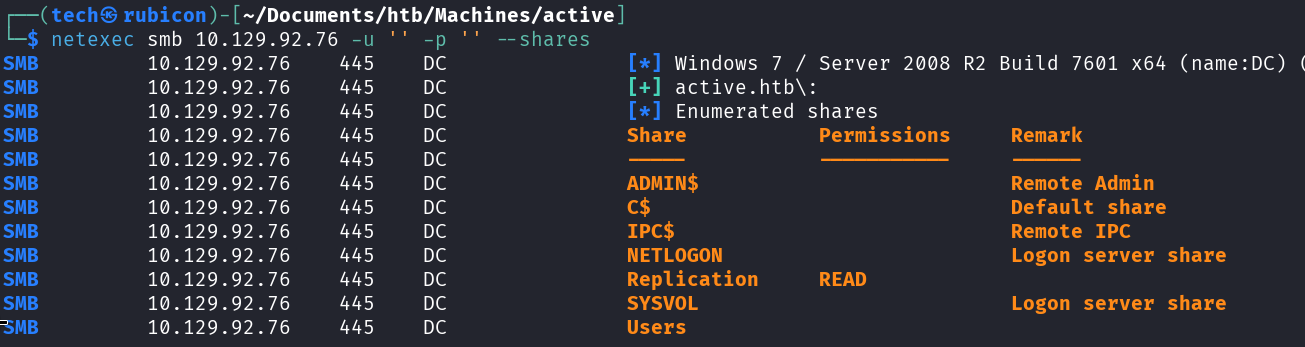 ┌──(tech㉿rubicon)-[~/Documents/htb/Machines/active]
└─$ netexec smb 10.129.92.76 -u '' -p '' --shares
SMB 10.129.92.76 445 DC [*] Windows 7 / Server 2008 R2 Build 7601 x64 (name:DC) (
SMB 10.129.92.76 445 DC [+] active.htb\:
SMB 10.129.92.76 445 DC [*] Enumerated shares
SMB 10.129.92.76 445 DC Share Permissions Remark
SMB 10.129.92.76 445 DC ----- ----------- ------
SMB 10.129.92.76 445 DC ADMIN$ Remote Admin
SMB 10.129.92.76 445 DC C$ Default share
SMB 10.129.92.76 445 DC IPC$ Remote IPC
SMB 10.129.92.76 445 DC NETLOGON Logon server share
SMB 10.129.92.76 445 DC Replication READ
SMB 10.129.92.76 445 DC SYSVOL Logon server share
SMB 10.129.92.76 445 DC Users